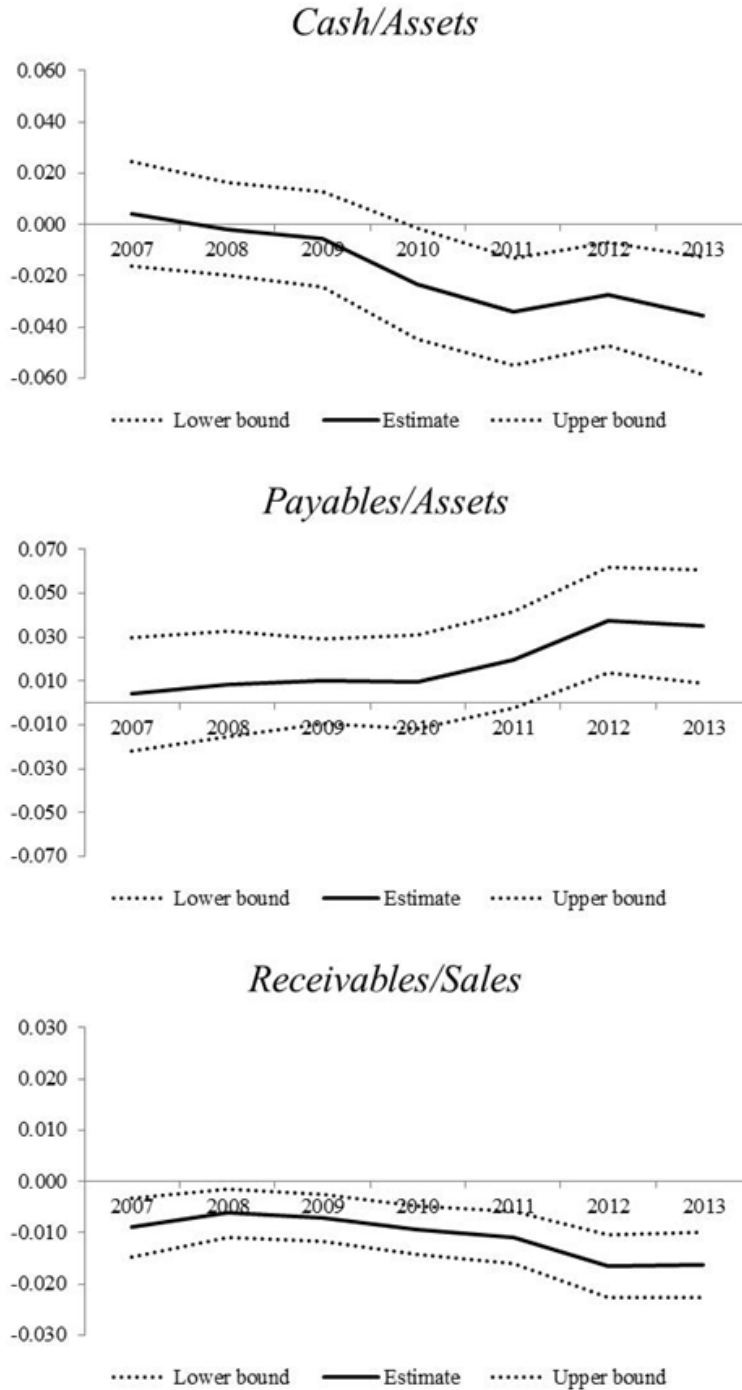 Cash/Assets
0.060
0.040
0.020
0.000
2007 2008 2009 2010 2011 2012 2013
-0.020
-0.040
-0.060
Lower bound Estimate Upper bound
Payables/Assets
0.070
0.050
0.030
0.010
-0.010
2007 2008 2009 2010 2011 2012 2013
-0.030
-0.050
-0.070
Lower bound Estimate Upper bound
Receivables/Sales
0.030
0.020
0.010
0.000
2007 2008 2009 2010 2011 2012 2013
-0.010
-0.020
-0.030
Lower bound Estimate Upper bound